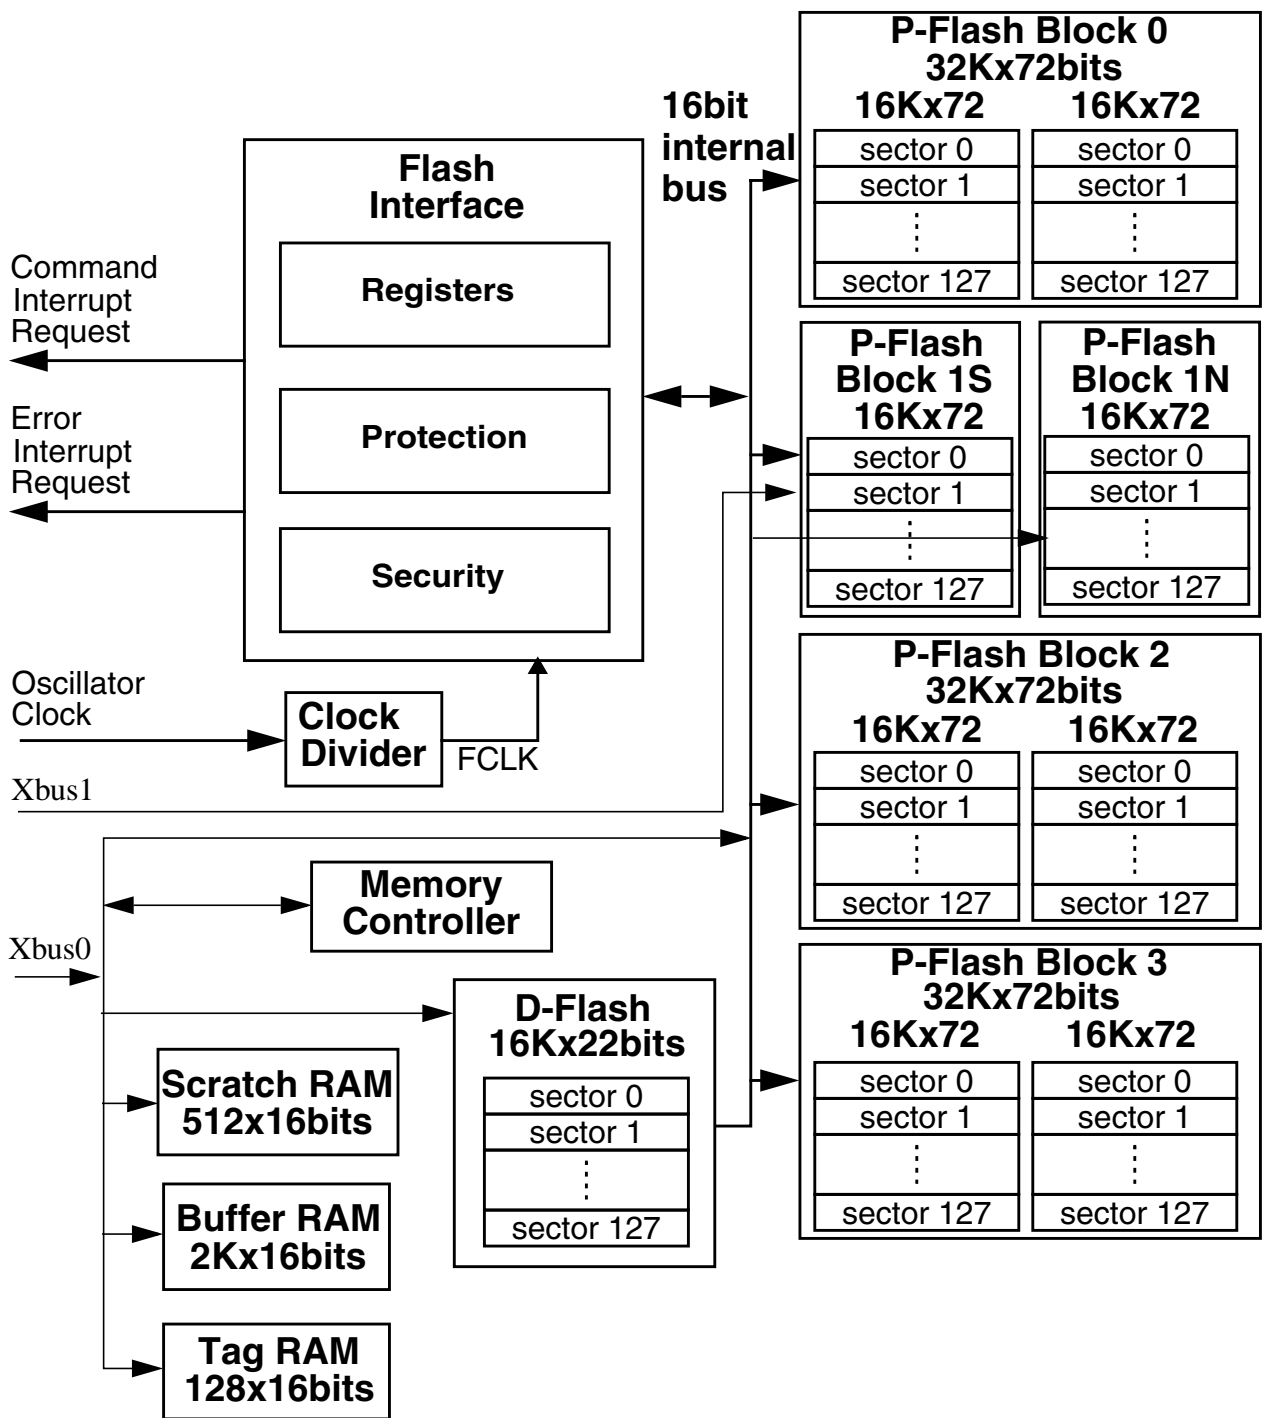 Flash
Interface
Registers
Protection
Security
Command
Interrupt
Request
Error
Interrupt
Request
Oscillator
Clock
Clock
Divider
FCLK
Xbus1
Memory
Controller
Xbus0
D-Flash
16Kx22bits
sector 0
sector 1
sector 127
Scratch RAM
512x16bits
Buffer RAM
2Kx16bits
Tag RAM
128x16bits
16bit
internal
bus
P-Flash Block 0
32Kx72bits
16Kx72 16Kx72
sector 0 sector 0
sector 1 sector 1
sector 127 sector 127
P-Flash
Block 1S
16Kx72
sector 0
sector 1
sector 127
P-Flash
Block 1N
16Kx72
sector 0
sector 1
sector 127
P-Flash Block 2
32Kx72bits
16Kx72 16Kx72
sector 0 sector 0
sector 1 sector 1
sector 127 sector 127
P-Flash Block 3
32Kx72bits
16Kx72 16Kx72
sector 0 sector 0
sector 1 sector 1
sector 127 sector 127